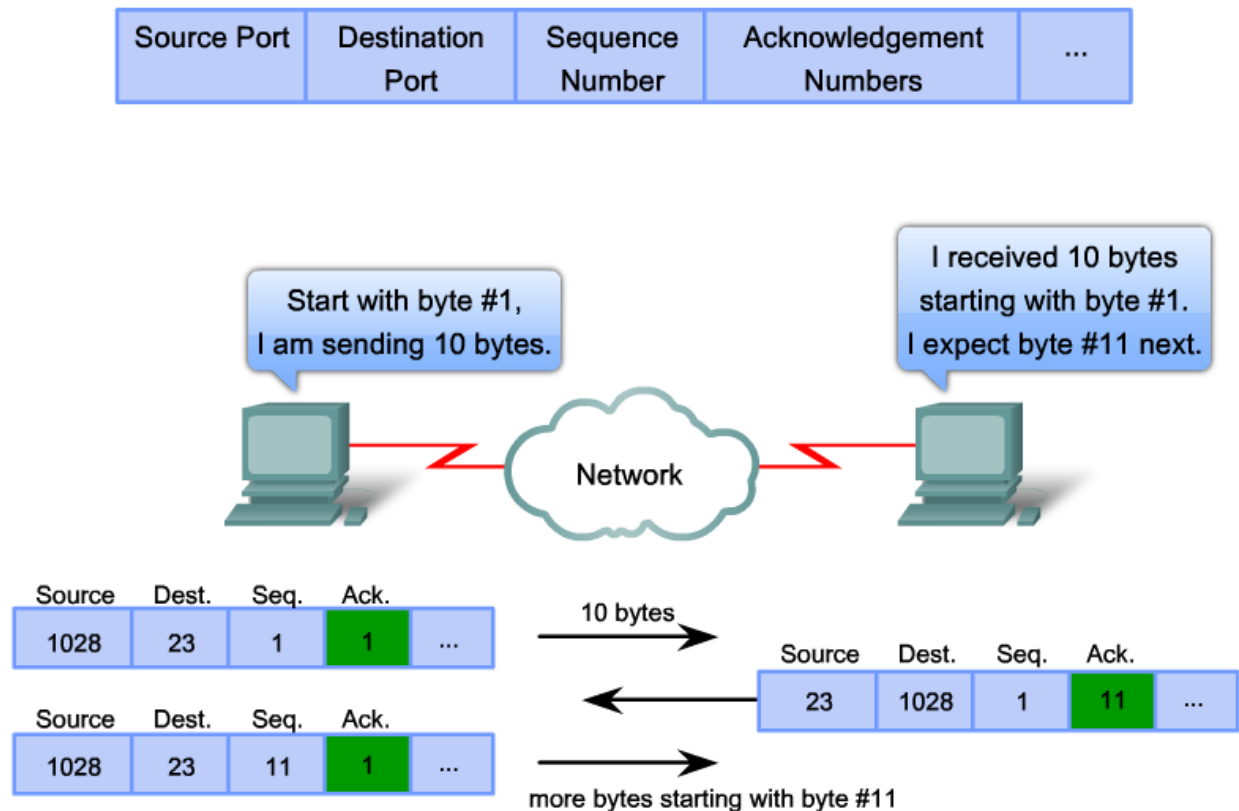 Source Port Destination Port Sequence Number Acknowledgement Numbers ...
Start with byte #1,
I am sending 10 bytes.
I received 10 bytes
starting with byte #1.
I expect byte #11 next.
Network
Source Dest. Seq. Ack.
1028 23 1 1 ...
10 bytes
Source Dest. Seq. Ack.
23 1028 1 11 ...
Source Dest. Seq. Ack.
1028 23 11 1 ...
more bytes starting with byte #11